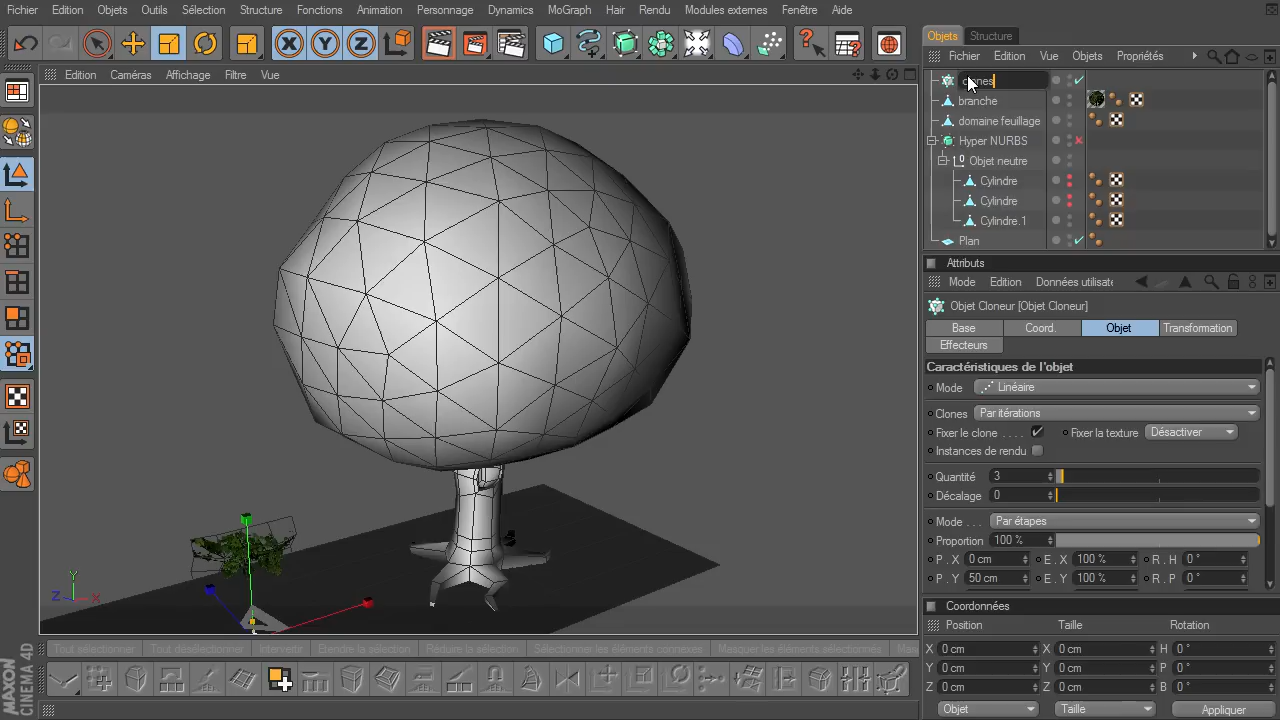 Fichier Edition Objets Outils Sélection Structure Fonctions Animation Personnage Dynamics MoGraph Hair Rendu Modules externes Fenêtre Aide
Objets Structure
Fichier Edition Vue Objets Propriétés
Edition Caméras Affichage Filtre Vue
branche
domaine feuillage
Hyper NURBS
Objet neutre
Cylindre
Cylindre
Cylindre.1
Plan
Attributs
Mode Edition Données utilisate
Objet Cloneur [Objet Cloneur]
Base Coord. Objet Transformation
Effecteurs
Caractéristiques de l'objet
Mode Linéaire
Clones Par itérations
Fixer le clone . . . . Fixer la texture Désactiver
Instances de rendu
Quantité 3
Décalage 0
Mode . . . Par étapes
Proportion 100 %
P . X 0 cm E . X 100 % R . H 0 °
P . Y 50 cm E . Y 100 % R . P 0 °
Coordonnées
Position Taille Rotation
X 0 cm X 0 cm H 0 °
Y 0 cm Y 0 cm P 0 °
Z 0 cm Z 0 cm B 0 °
Objet Taille Appliquer
Tout sélectionner Tout désélectionner Intervertir Etendre la sélection Réduire la sélection Sélectionner les éléments connexes Masquer les éléments sélectionnés Mas
X Y Z
Y
Z X
MAXON
CINEMA 4D